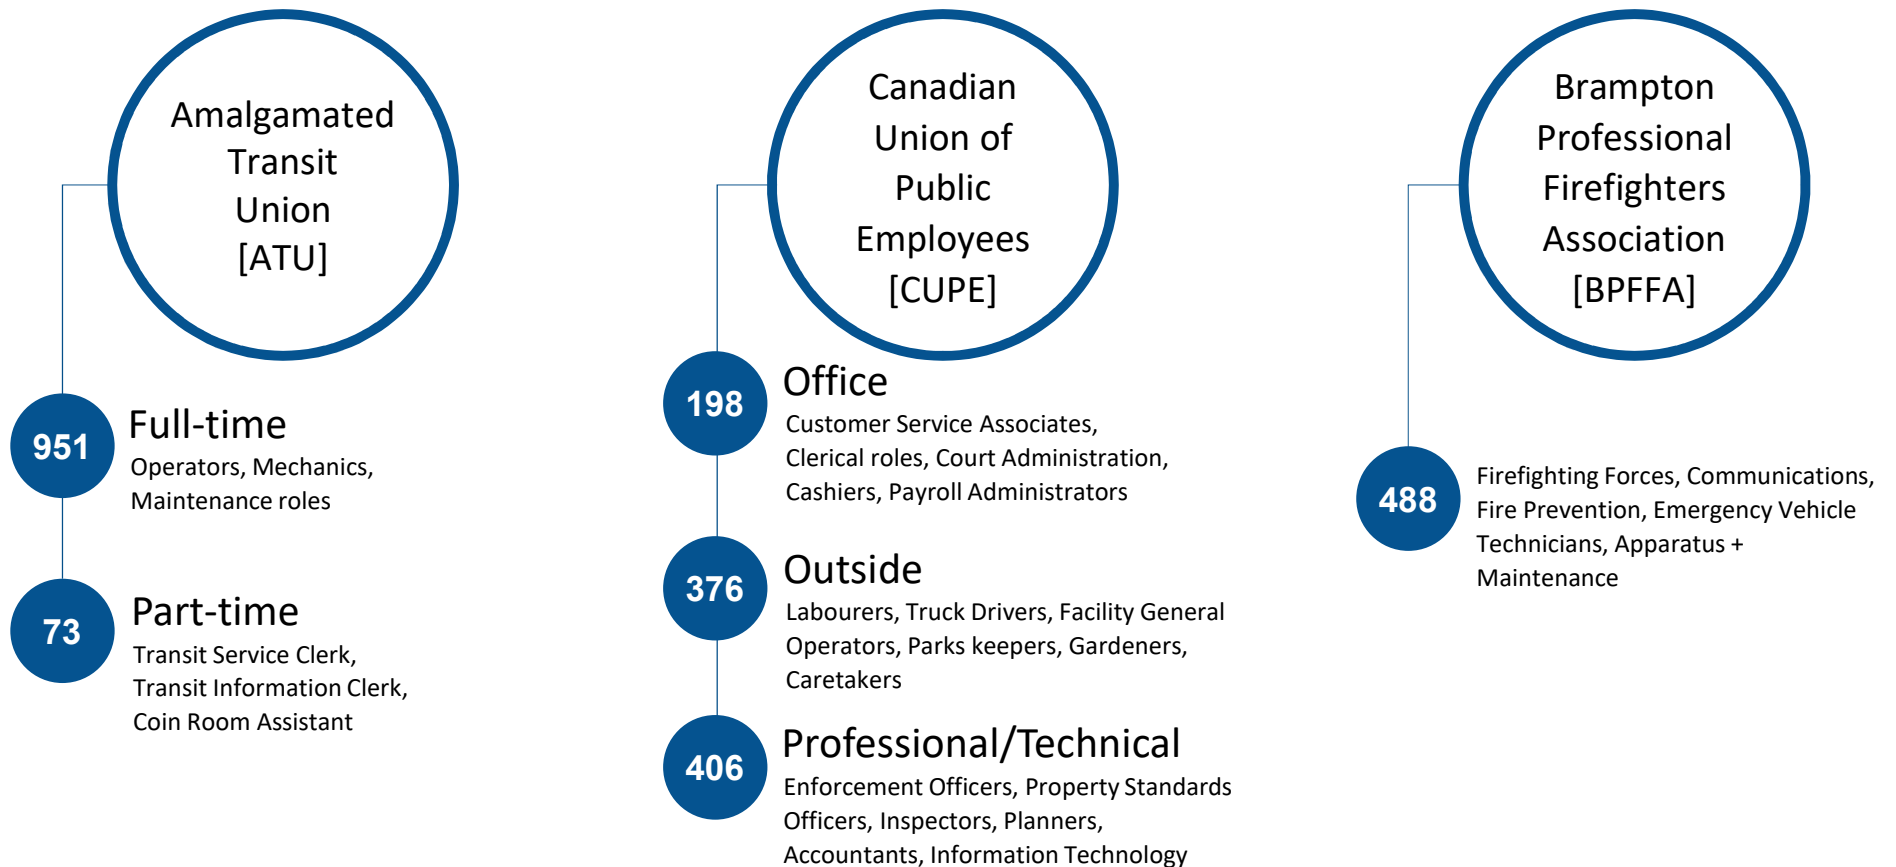 Amalgamated
Transit
Union
[ATU]
951
Full-time
Operators, Mechanics,
Maintenance roles
73
Part-time
Transit Service Clerk,
Transit Information Clerk,
Coin Room Assistant
Canadian
Union of
Public
Employees
[CUPE]
198
Office
Customer Service Associates,
Clerical roles, Court Administration,
Cashiers, Payroll Administrators
376
Outside
Labourers, Truck Drivers, Facility General
Operators, Parks keepers, Gardeners,
Caretakers
406
Professional/Technical
Enforcement Officers, Property Standards
Officers, Inspectors, Planners,
Accountants, Information Technology
Brampton
Professional
Firefighters
Association
[BPFFA]
488
Firefighting Forces, Communications,
Fire Prevention, Emergency Vehicle
Technicians, Apparatus +
Maintenance